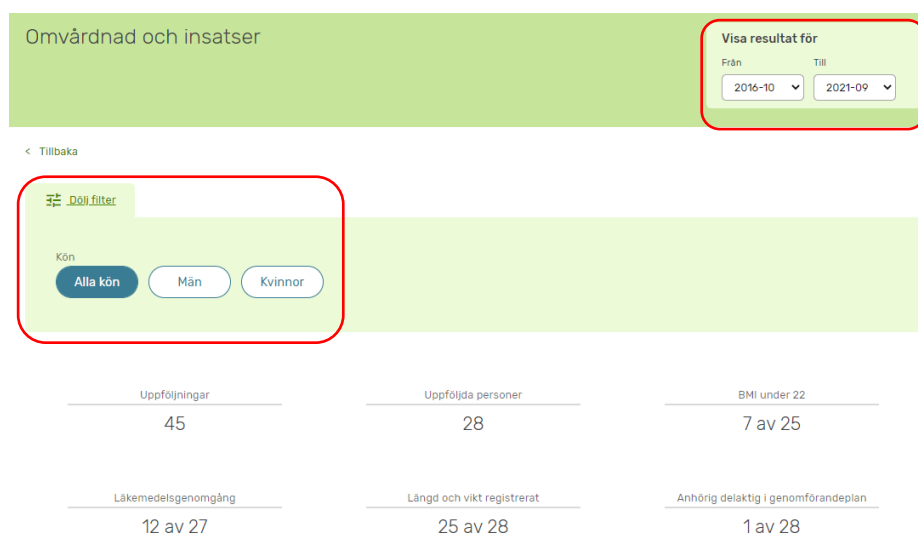 Omvårdnad och insatser
Visa resultat för
Från Till
2016-10 2021-09
< Tillbaka
Dölj filter
Kön
Alla kön Män Kvinnor
Uppföljningar Uppföljda personer BMI under 22
45 28 7 av 25
Läkemedelsgenomgång Längd och vikt registrerat Anhörig delaktig i genomförandeplan
12 av 27 25 av 28 1 av 28